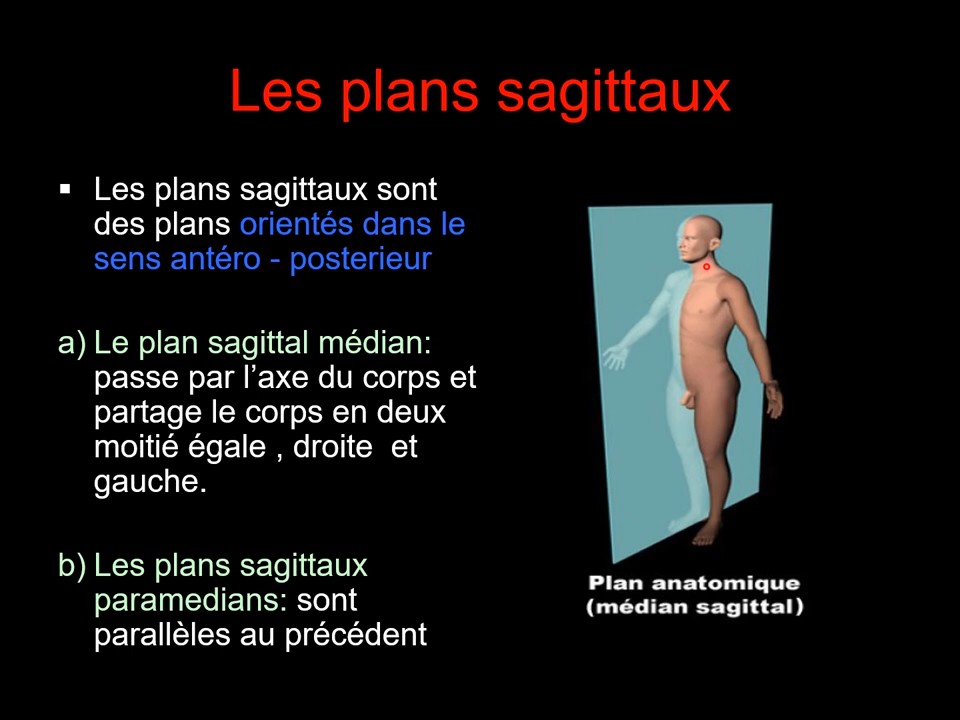 Les plans sagittaux
▪ Les plans sagittaux sont
des plans orientés dans le
sens antéro - posterieur
a) Le plan sagittal médian:
passe par l’axe du corps et
partage le corps en deux
moitié égale , droite et
gauche.
b) Les plans sagittaux
paramedians: sont
parallèles au précédent
Plan anatomique
(médian sagittal)